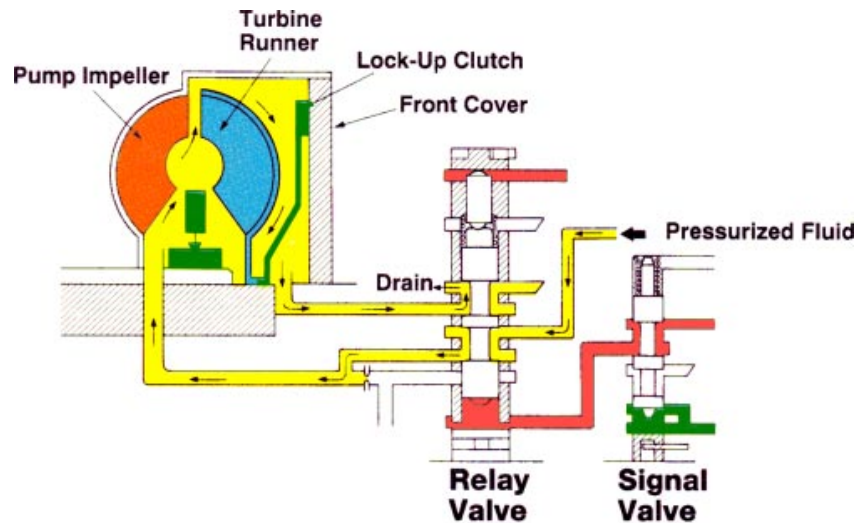 Turbine
Runner
Pump Impeller
Lock-Up Clutch
Front Cover
Pressurized Fluid
Drain
Relay
Valve
Signal
Valve